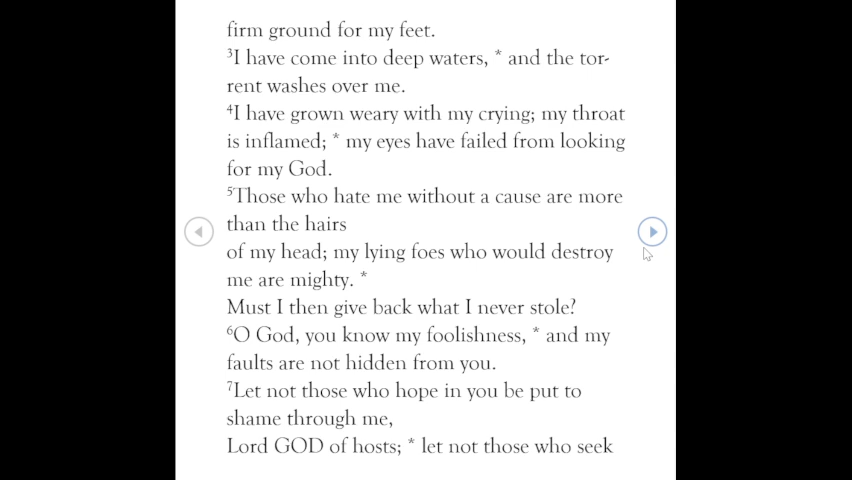 firm ground for my feet.
³I have come into deep waters, * and the tor-
rent washes over me.
⁴I have grown weary with my crying; my throat
is inflamed; * my eyes have failed from looking
for my God.
⁵Those who hate me without a cause are more
than the hairs
of my head; my lying foes who would destroy
me are mighty. *
Must I then give back what I never stole?
⁶O God, you know my foolishness, * and my
faults are not hidden from you.
⁷Let not those who hope in you be put to
shame through me,
Lord GOD of hosts; * let not those who seek